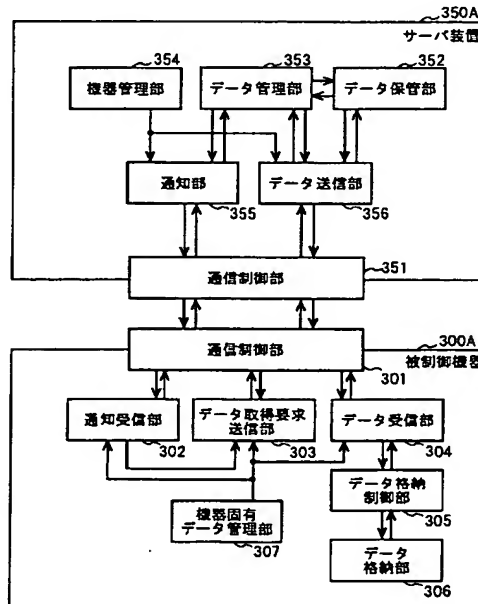 350A
サーバ装置
354
353
352
機器管理部
データ管理部
データ保管部
通知部
データ送信部
355
356
通信制御部
351
通信制御部
300A
被制御機器
301
通知受信部
データ取得要求
送信部
データ受信部
302
303
304
データ格納
制御部
305
機器固有
データ管理部
307
データ
格納部
306